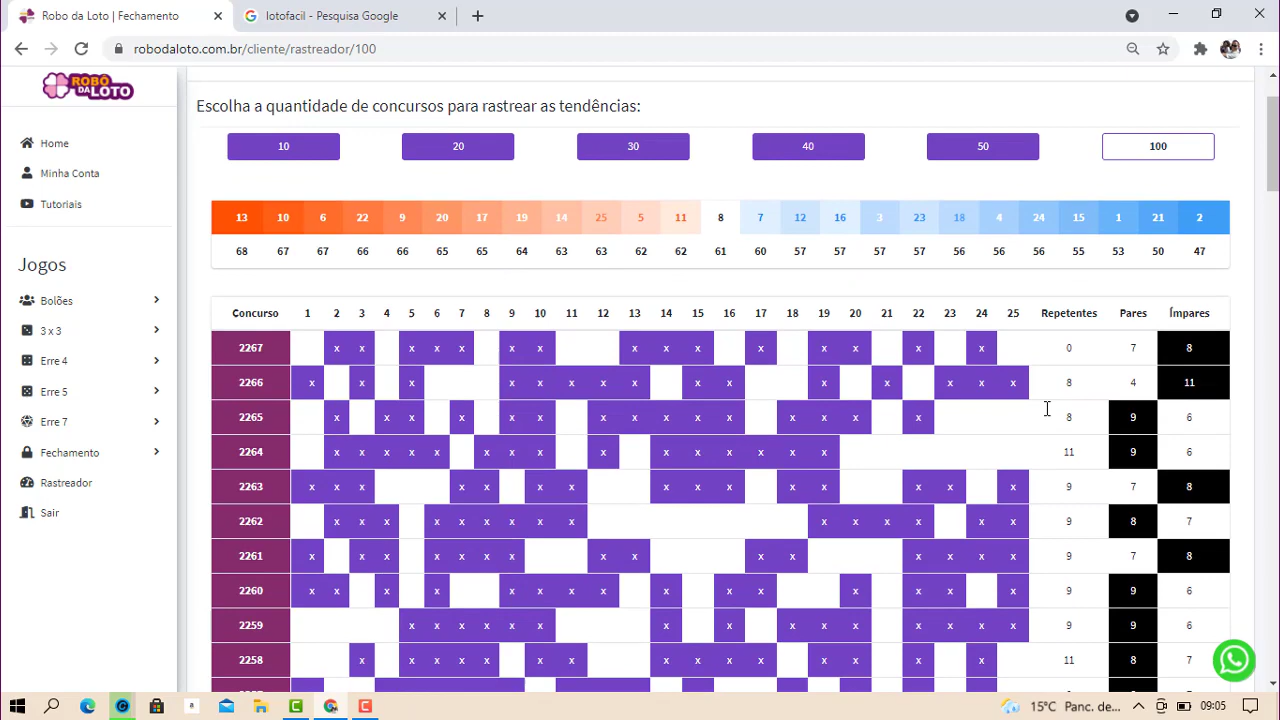 Robo da Loto | Fechamento
lotofacil - Pesquisa Google
robodaloto.com.br/cliente/rastreador/100
ROBÔ DA LOTO
Home
Minha Conta
Tutoriais
Jogos
Bolões
3 x 3
Erre 4
Erre 5
Erre 7
Fechamento
Rastreador
Sair
Escolha a quantidade de concursos para rastrear as tendências:
10 20 30 40 50 100
13 10 6 22 9 20 17 19 14 25 5 11 8 7 12 16 3 23 18 4 24 15 1 21 2
68 67 67 66 66 65 65 64 63 63 62 62 61 60 57 57 57 57 56 56 56 55 53 50 47
Concurso 1 2 3 4 5 6 7 8 9 10 11 12 13 14 15 16 17 18 19 20 21 22 23 24 25 Repetentes Pares Ímpares
2267 x x x x x x x x x x x x x x x 0 7 8
2266 x x x x x x x x x x x x x x x 8 4 11
2265 x x x x x x x x x x x x x x x 8 9 6
2264 x x x x x x x x x x x x x x x 11 9 6
2263 x x x x x x x x x x x x x x x 9 7 8
2262 x x x x x x x x x x x x x x x 9 8 7
2261 x x x x x x x x x x x x x x x 9 7 8
2260 x x x x x x x x x x x x x x x 9 9 6
2259 x x x x x x x x x x x x x x x 9 9 6
2258 x x x x x x x x x x x x x x x 11 8 7
15°C Panc. de... 09:05